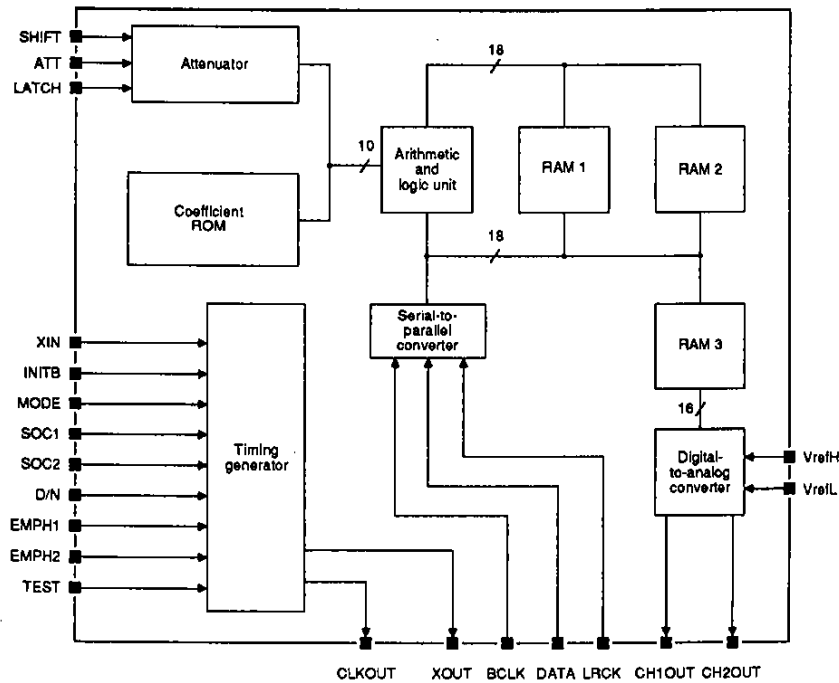 SHIFT
ATT
LATCH
Attenuator
18
10
Arithmetic
and
logic unit
RAM 1
RAM 2
Coefficient
ROM
18
Serial-to-
parallel
converter
RAM 3
XIN
INITB
MODE
SOC1
SOC2
D/N
EMPH1
EMPH2
TEST
Timing
generator
16
Digital-
to-analog
converter
VrefH
VrefL
CLKOUT
XOUT
BCLK
DATA
LRCK
CH1OUT
CH2OUT